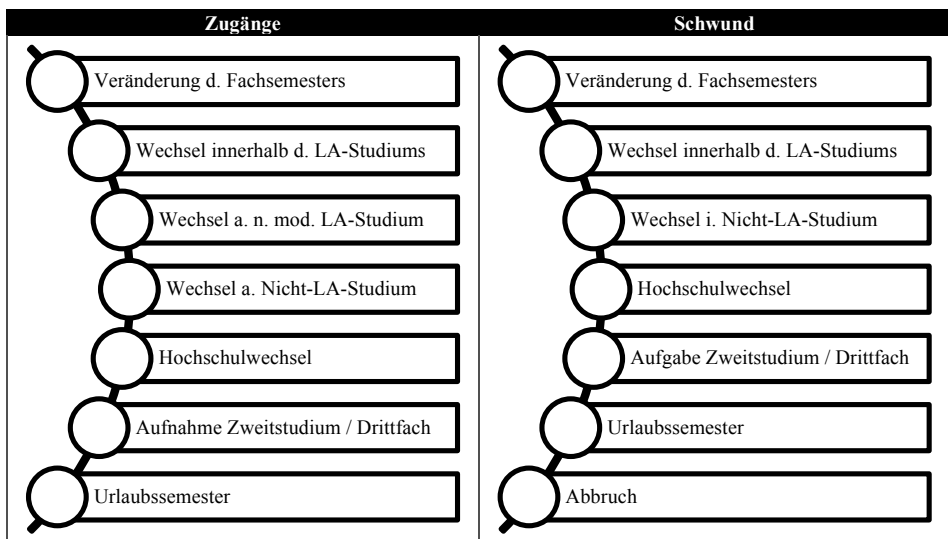 Zugänge
Veränderung d. Fachsemesters
Wechsel innerhalb d. LA-Studiums
Wechsel a. n. mod. LA-Studium
Wechsel a. Nicht-LA-Studium
Hochschulwechsel
Aufnahme Zweitstudium / Drittfach
Urlaubssemester
Schwund
Veränderung d. Fachsemesters
Wechsel innerhalb d. LA-Studiums
Wechsel i. Nicht-LA-Studium
Hochschulwechsel
Aufgabe Zweitstudium / Drittfach
Urlaubssemester
Abbruch